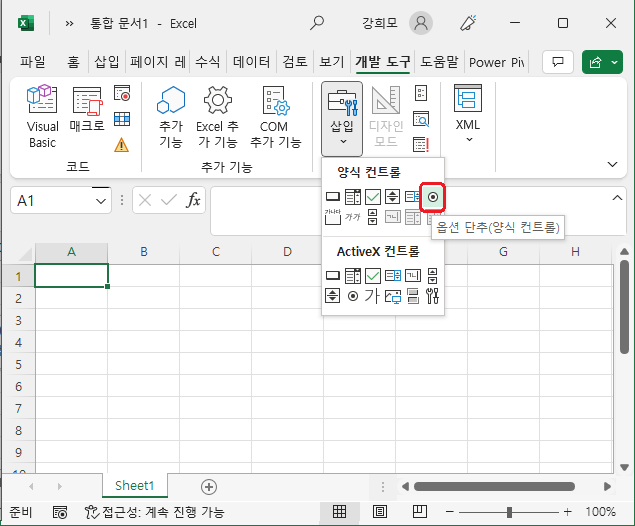 통합 문서1 - Excel
강희모
파일 홈 삽입 페이지 레 수식 데이터 검토 보기 개발 도구 도움말 Power Piv
Visual Basic
매크로
추가 기능
Excel 추가 기능
COM 추가 기능
삽입
디자인 모드
XML
코드
추가 기능
양식 컨트롤
가나다
가가
옵션 단추(양식 컨트롤)
ActiveX 컨트롤
가
A1
fx
A B C D G H
1
2
3
4
5
6
7
8
9
10
Sheet1
준비
접근성: 계속 진행 가능
100%